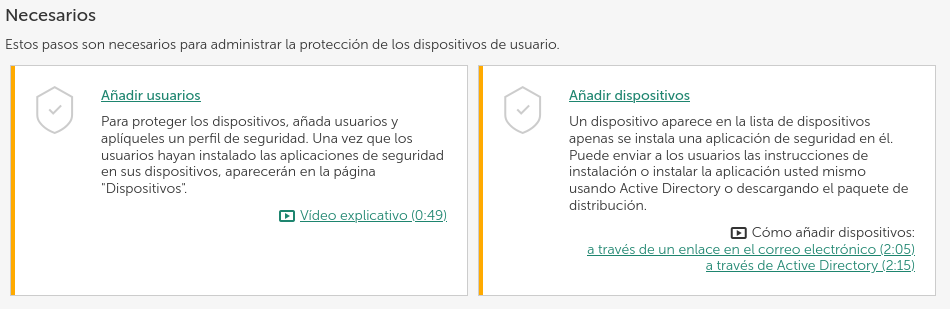 Necesarios
Estos pasos son necesarios para administrar la protección de los dispositivos de usuario.
Añadir usuarios
Para proteger los dispositivos, añada usuarios y
aplíqueles un perfil de seguridad. Una vez que los
usuarios hayan instalado las aplicaciones de seguridad
en sus dispositivos, aparecerán en la página
"Dispositivos".
Vídeo explicativo (0:49)
Añadir dispositivos
Un dispositivo aparece en la lista de dispositivos
apenas se instala una aplicación de seguridad en él.
Puede enviar a los usuarios las instrucciones de
instalación o instalar la aplicación usted mismo
usando Active Directory o descargando el paquete de
distribución.
Cómo añadir dispositivos:
a través de un enlace en el correo electrónico (2:05)
a través de Active Directory (2:15)